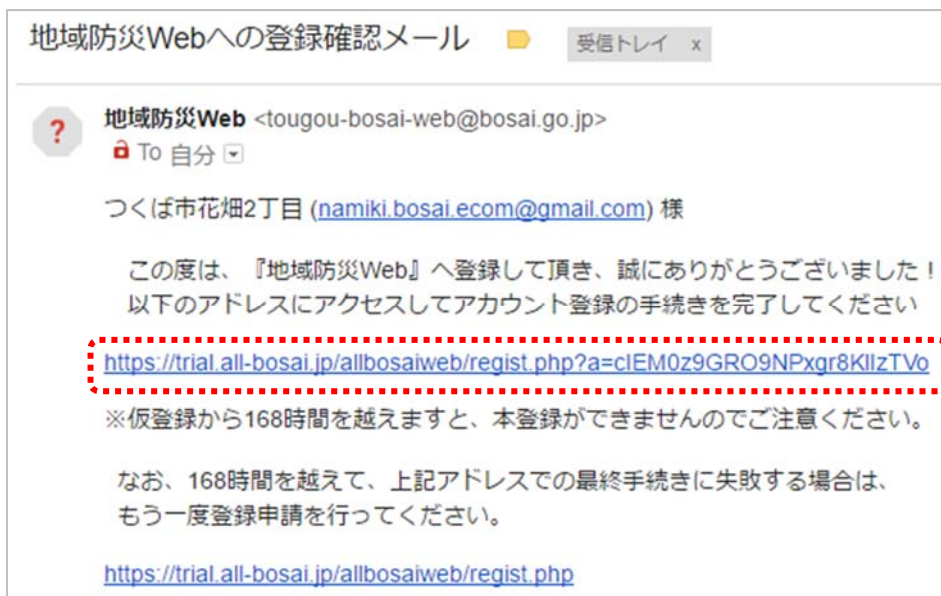 地域防災Webへの登録確認メール 受信トレイ x
地域防災Web <tougou-bosai-web@bosai.go.jp>
To 自分
つくば市花畑2丁目 (namiki.bosai.ecom@gmail.com) 様
この度は、『地域防災Web』へ登録して頂き、誠にありがとうございました！
以下のアドレスにアクセスしてアカウント登録の手続きを完了してください
https://trial.all-bosai.jp/allbosaiweb/regist.php?a=cIEM0z9GRO9NPxgr8KIIzTVo
※仮登録から168時間を越えますと、本登録ができませんのでご注意ください。
なお、168時間を越えて、上記アドレスでの最終手続きに失敗する場合は、
もう一度登録申請を行ってください。
https://trial.all-bosai.jp/allbosaiweb/regist.php